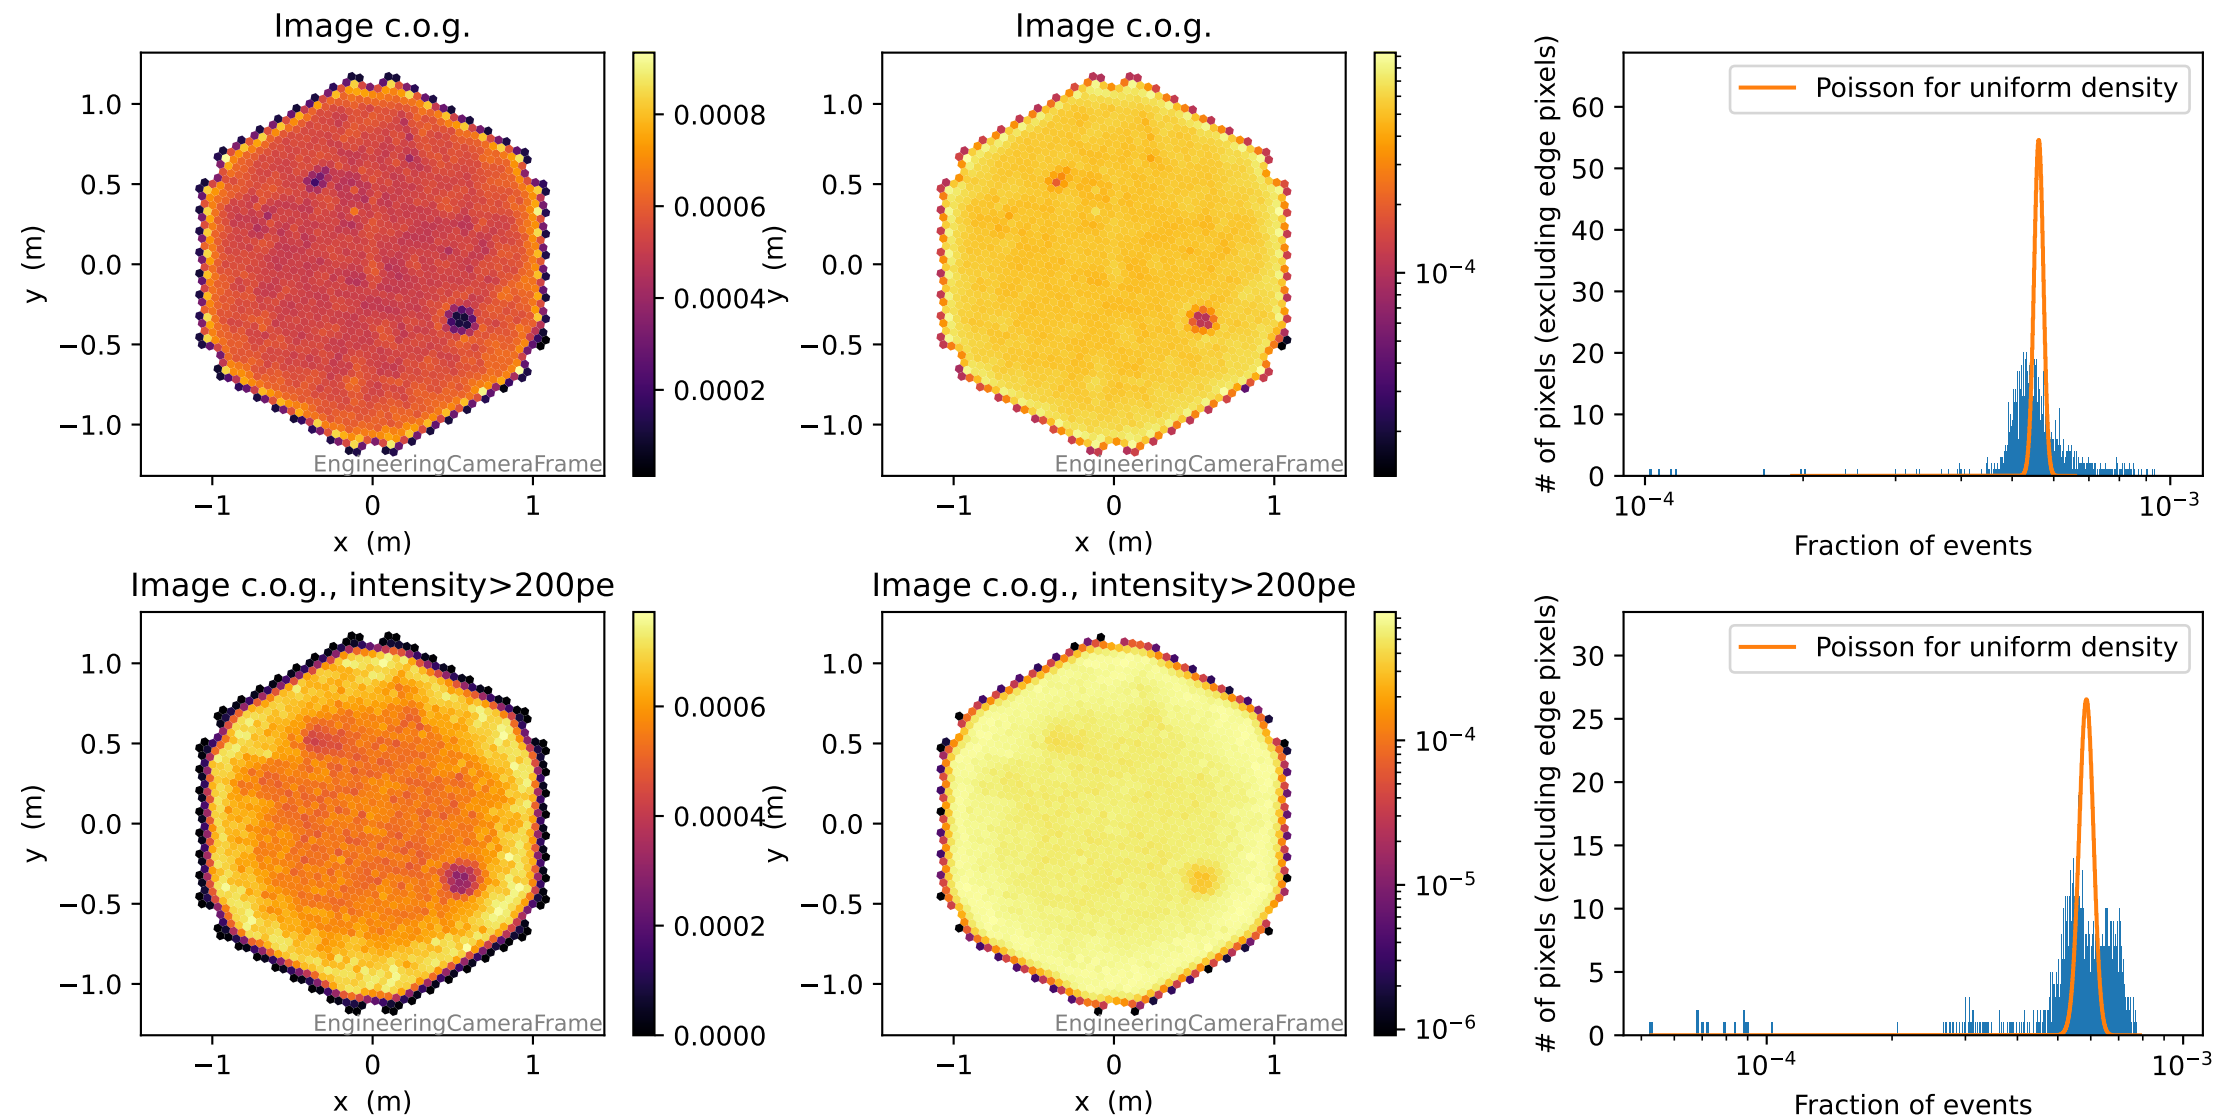 Image c.o.g.
1.0
0.5
0.0
−0.5
−1.0
y (m)
−1
0
1
x (m)
EngineeringCameraFrame
0.0008
0.0006
0.0004
0.0002
Image c.o.g.
1.0
0.5
0.0
−0.5
−1.0
y (m)
−1
0
1
x (m)
EngineeringCameraFrame
10⁻⁴
# of pixels (excluding edge pixels)
60
50
40
30
20
10
0
Poisson for uniform density
10⁻⁴
10⁻³
Fraction of events
Image c.o.g., intensity>200pe
1.0
0.5
0.0
−0.5
−1.0
y (m)
−1
0
1
x (m)
EngineeringCameraFrame
0.0006
0.0004
0.0002
0.0000
Image c.o.g., intensity>200pe
1.0
0.5
0.0
−0.5
−1.0
y (m)
−1
0
1
x (m)
EngineeringCameraFrame
10⁻⁴
10⁻⁵
10⁻⁶
# of pixels (excluding edge pixels)
30
25
20
15
10
5
0
Poisson for uniform density
10⁻⁴
10⁻³
Fraction of events